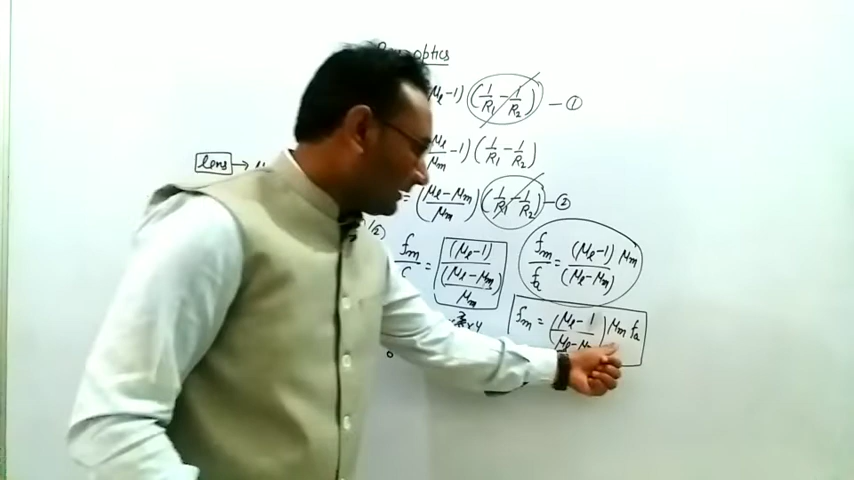 optics
μℓ-1) (1/R1 - 1/R2) — ①
μℓ/μm -1) (1/R1 - 1/R2)
lens →
= (μℓ-μm/μm) (1/R1 - 1/R2) — ②
fm/ = (μℓ-1)/((μℓ-μm)/μm)
fm/fa = (μℓ-1) μm/(μℓ-μm)
fm = (μℓ-1/μℓ-μ) μm fa